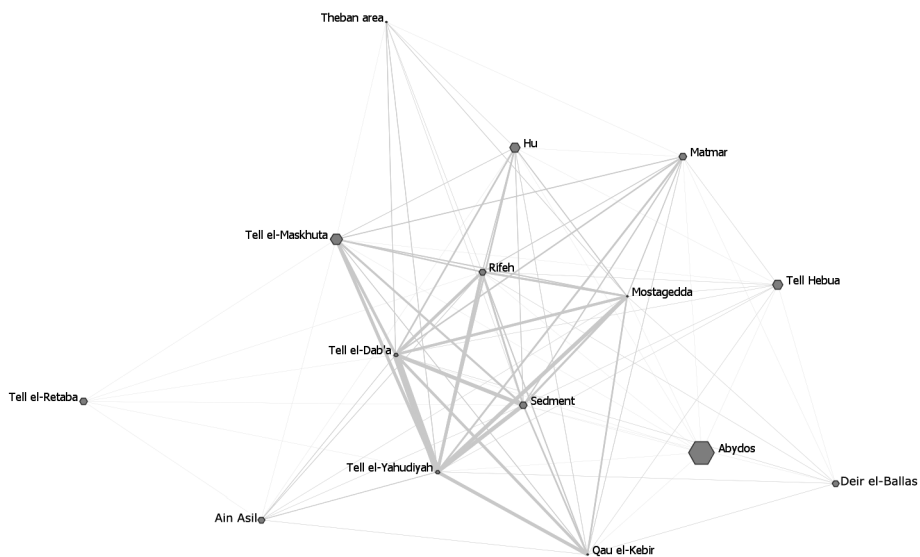 Theban area
Hu
Matmar
Tell el-Maskhuta
Rifeh
Tell Hebua
Mostagedda
Tell el-Dab'a
Tell el-Retaba
Sedment
Abydos
Tell el-Yahudiyah
Deir el-Ballas
Ain Asil
Qau el-Kebir